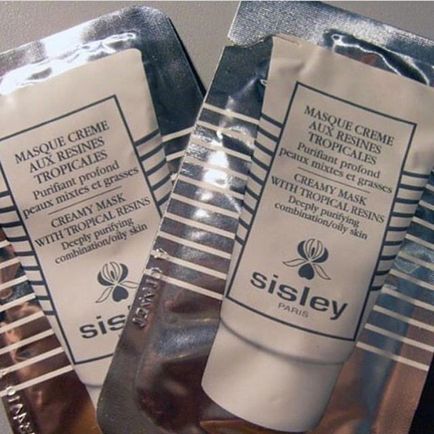 MASQUE CREME
AUX RESINES
TROPICALES
Purifiant profond
peaux mixtes et grasses
CREAMY MASK
WITH TROPICAL RESINS
Deeply purifying
combination/oily skin
sisley
MASQUE CREME
AUX RESINES
TROPICALES
Purifiant profond
peaux mixtes et grasses
CREAMY MASK
WITH TROPICAL RESINS
Deeply purifying
combination/oily skin
sisley
PARIS